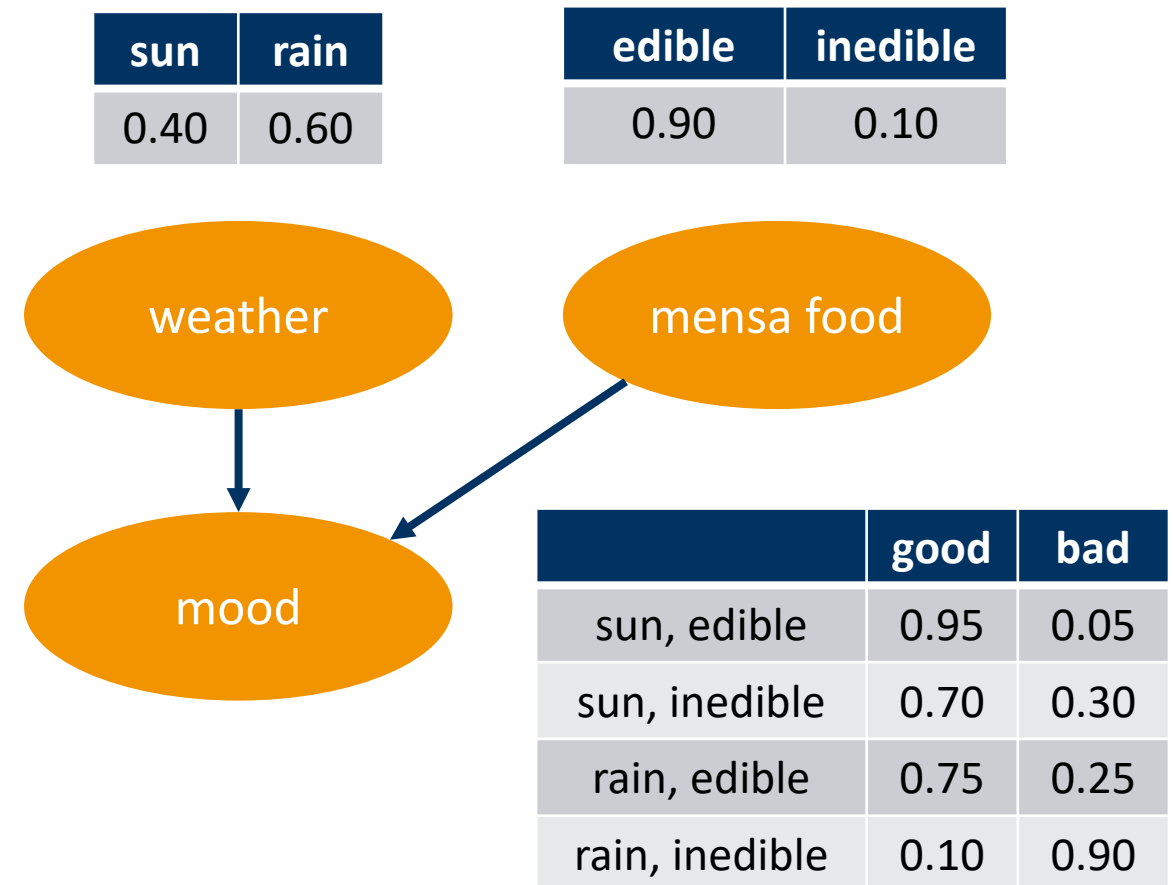 sun rain
0.40 0.60
edible inedible
0.90 0.10
weather
mensa food
mood
good bad
sun, edible 0.95 0.05
sun, inedible 0.70 0.30
rain, edible 0.75 0.25
rain, inedible 0.10 0.90